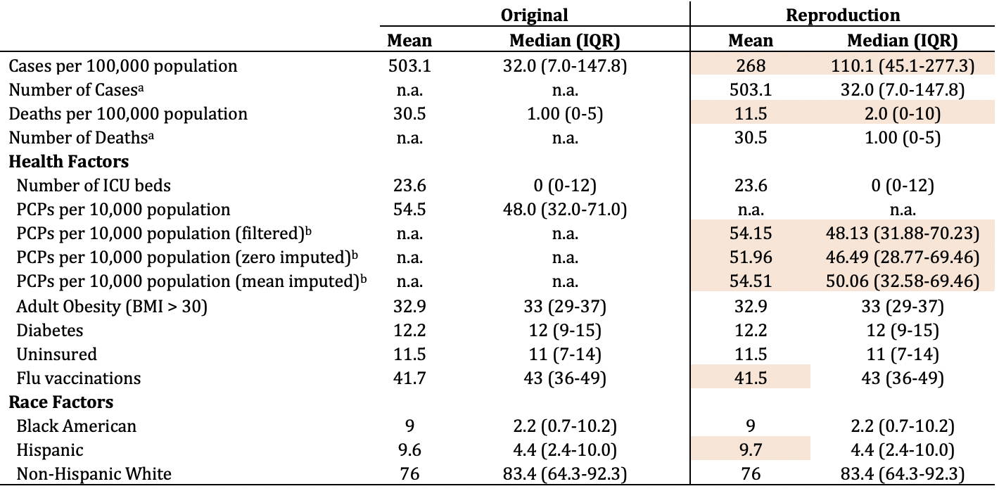 Original Reproduction
Mean Median (IQR) Mean Median (IQR)
Cases per 100,000 population 503.1 32.0 (7.0-147.8) 268 110.1 (45.1-277.3)
Number of Casesᵃ n.a. n.a. 503.1 32.0 (7.0-147.8)
Deaths per 100,000 population 30.5 1.00 (0-5) 11.5 2.0 (0-10)
Number of Deathsᵃ n.a. n.a. 30.5 1.00 (0-5)
Health Factors
Number of ICU beds 23.6 0 (0-12) 23.6 0 (0-12)
PCPs per 10,000 population 54.5 48.0 (32.0-71.0) n.a. n.a.
PCPs per 10,000 population (filtered)ᵇ n.a. n.a. 54.15 48.13 (31.88-70.23)
PCPs per 10,000 population (zero imputed)ᵇ n.a. n.a. 51.96 46.49 (28.77-69.46)
PCPs per 10,000 population (mean imputed)ᵇ n.a. n.a. 54.51 50.06 (32.58-69.46)
Adult Obesity (BMI > 30) 32.9 33 (29-37) 32.9 33 (29-37)
Diabetes 12.2 12 (9-15) 12.2 12 (9-15)
Uninsured 11.5 11 (7-14) 11.5 11 (7-14)
Flu vaccinations 41.7 43 (36-49) 41.5 43 (36-49)
Race Factors
Black American 9 2.2 (0.7-10.2) 9 2.2 (0.7-10.2)
Hispanic 9.6 4.4 (2.4-10.0) 9.7 4.4 (2.4-10.0)
Non-Hispanic White 76 83.4 (64.3-92.3) 76 83.4 (64.3-92.3)